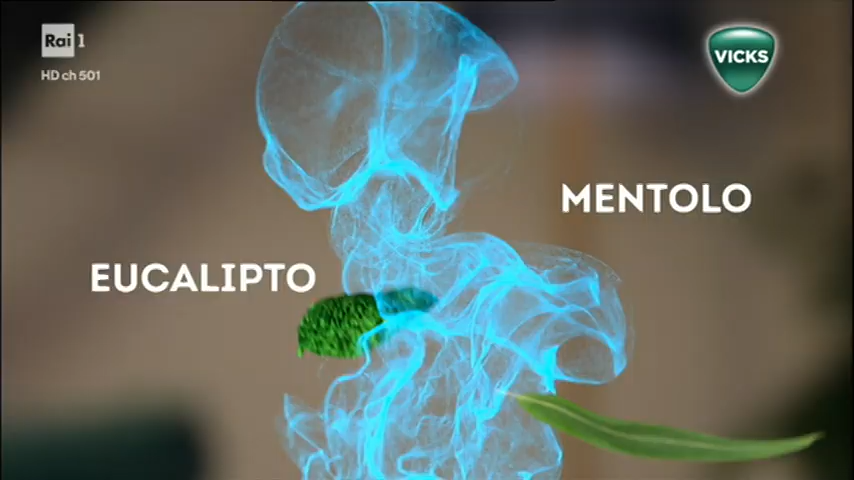 Rai 1
HD ch 501
VICKS
MENTOLO
EUCALIPTO